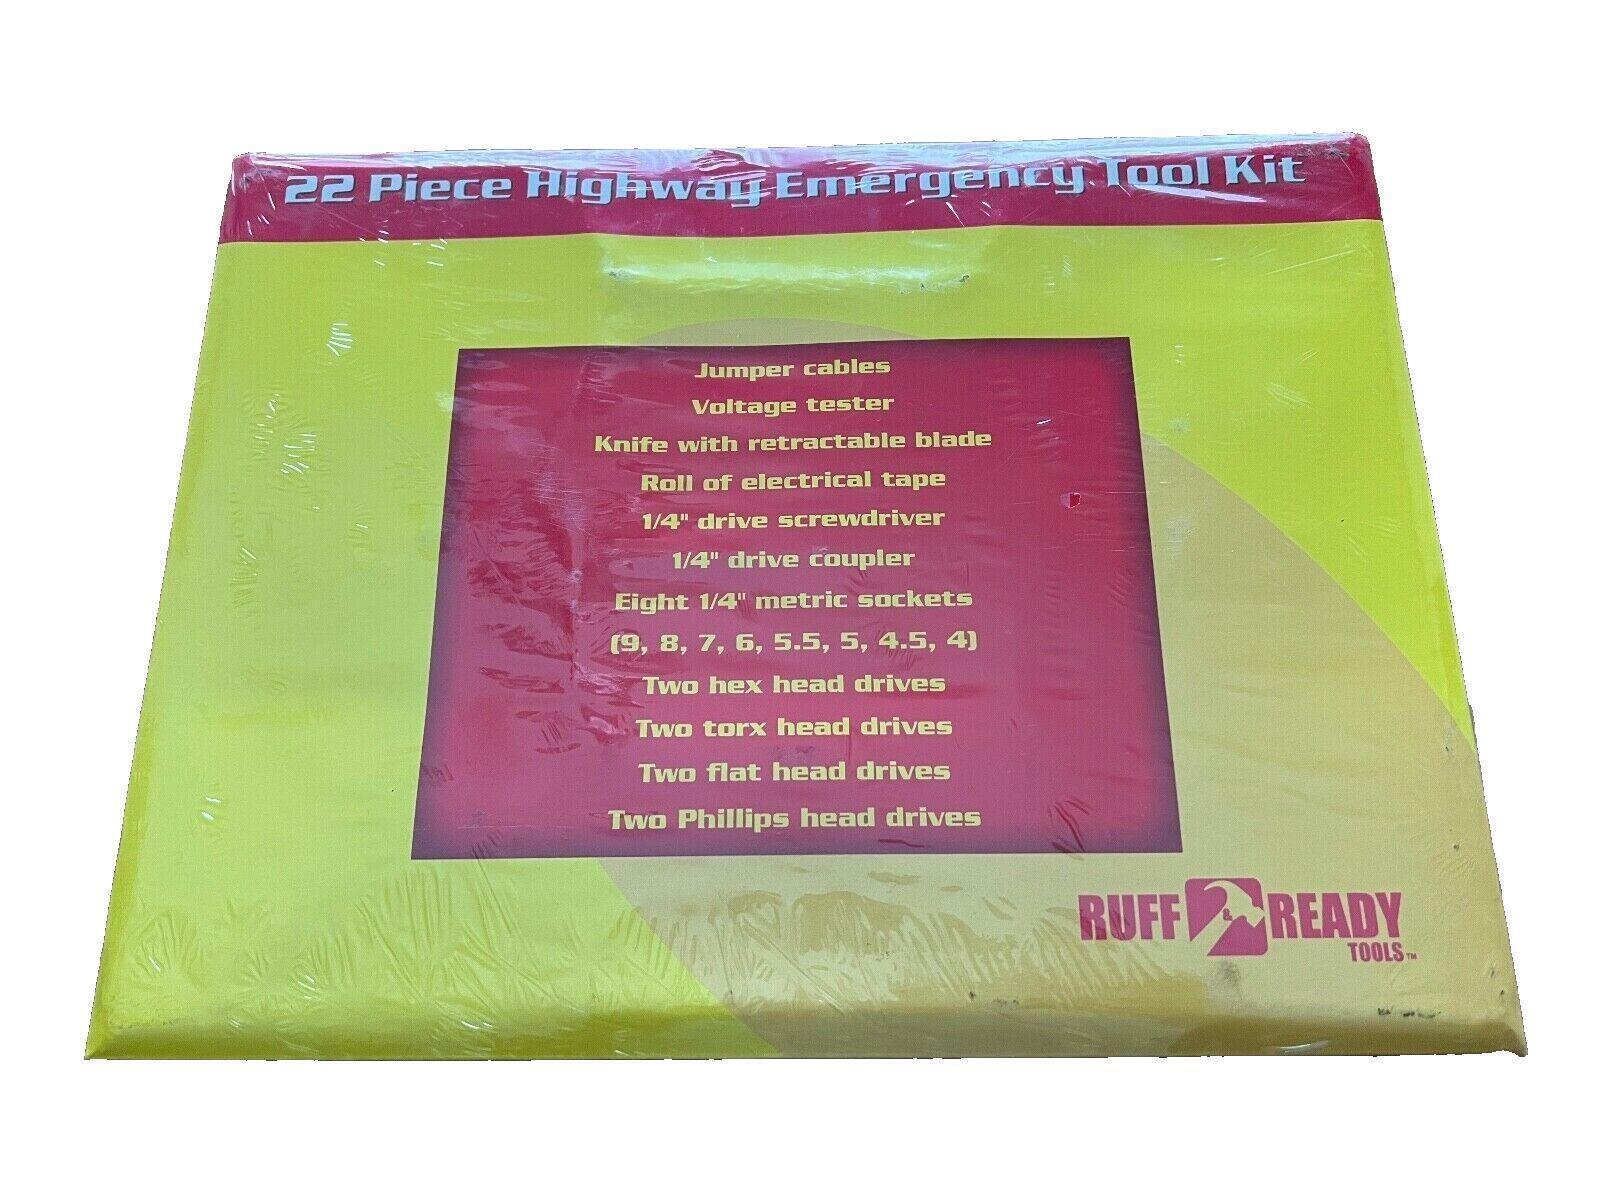 22 Piece Highway Emergency Tool Kit
Jumper cables
Voltage tester
Knife with retractable blade
Roll of electrical tape
1/4" drive screwdriver
1/4" drive coupler
Eight 1/4" metric sockets
(9, 8, 7, 6, 5.5, 5, 4.5, 4)
Two hex head drives
Two torx head drives
Two flat head drives
Two Phillips head drives
RUFF & READY
TOOLS™